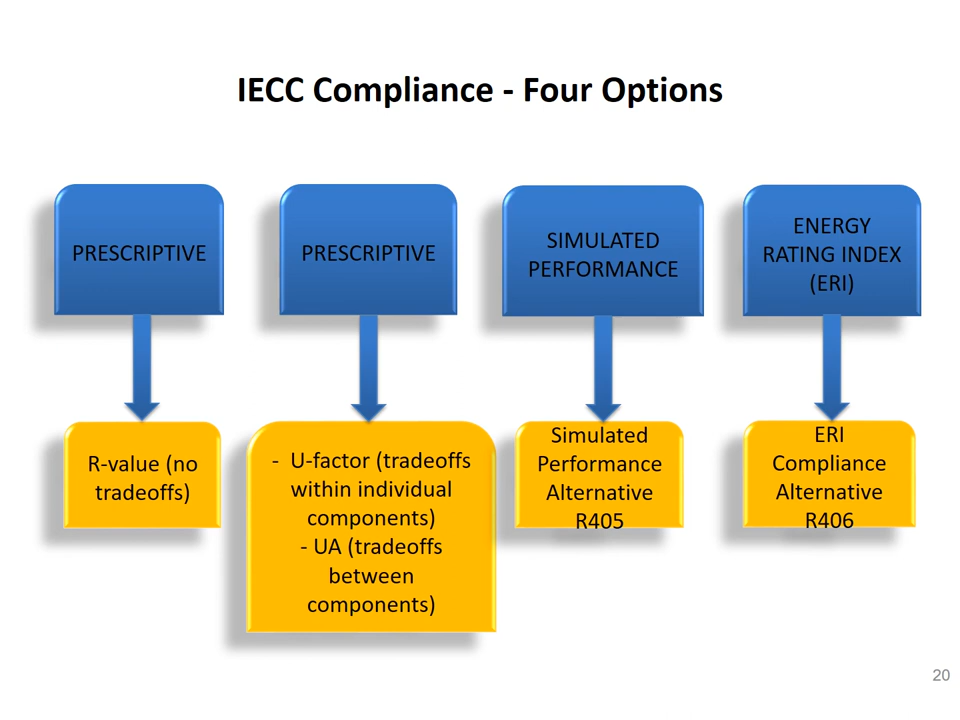 IECC Compliance - Four Options
PRESCRIPTIVE
R-value (no
tradeoffs)
PRESCRIPTIVE
- U-factor (tradeoffs
within individual
components)
- UA (tradeoffs
between
components)
SIMULATED
PERFORMANCE
Simulated
Performance
Alternative
R405
ENERGY
RATING INDEX
(ERI)
ERI
Compliance
Alternative
R406
20